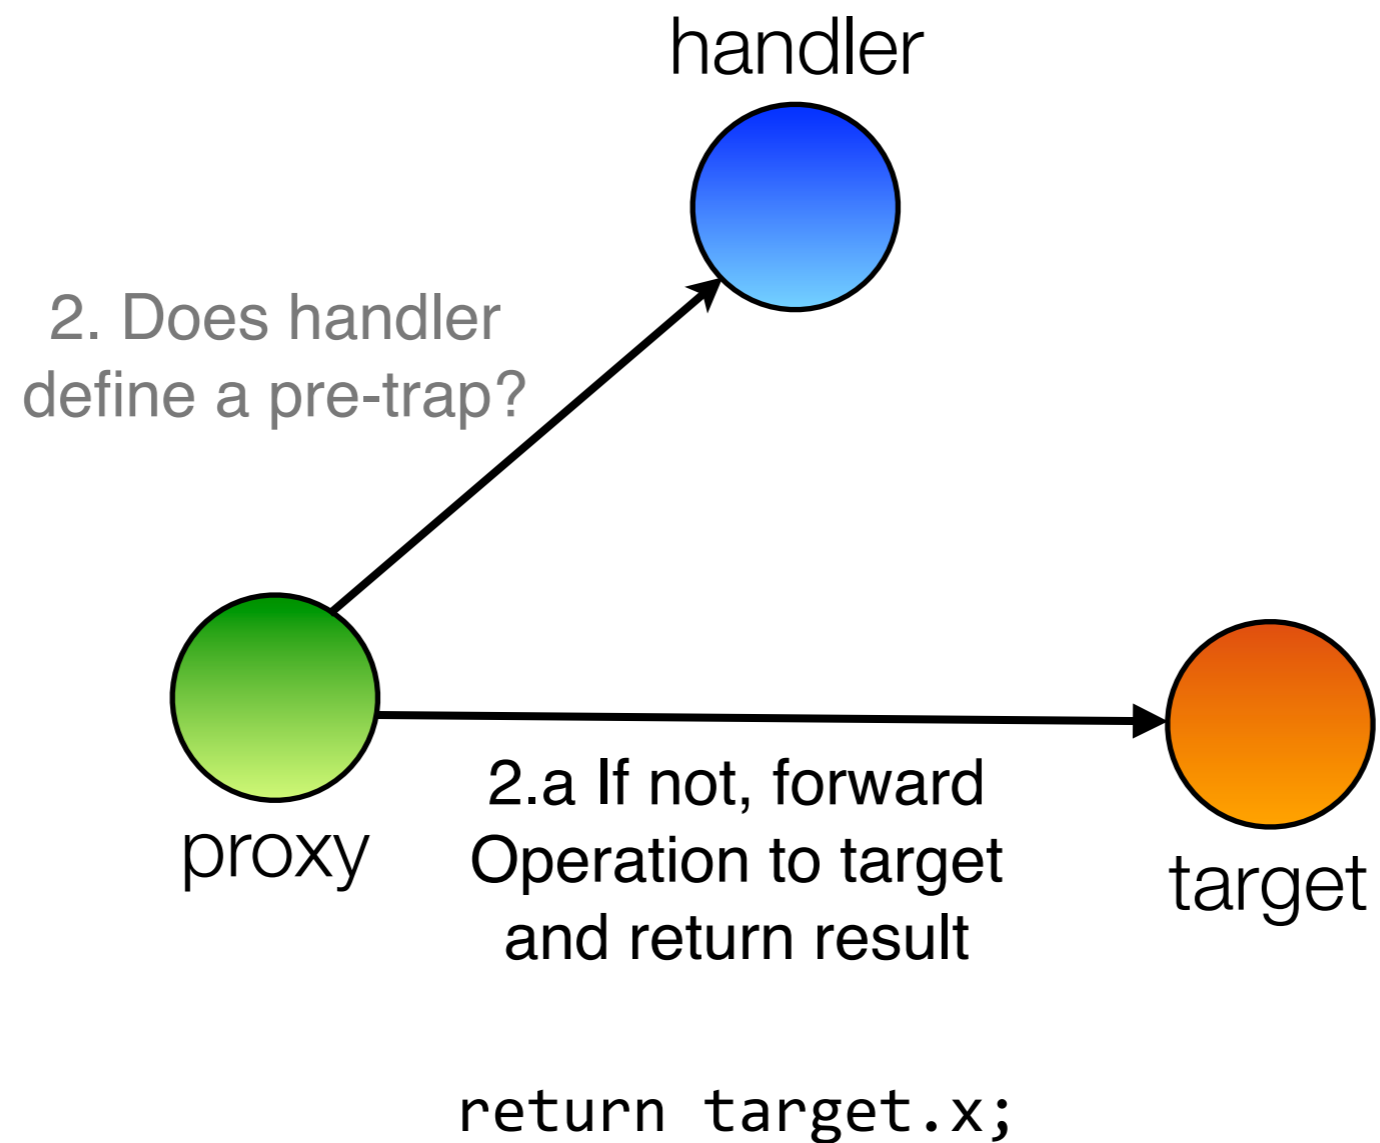 handler
2. Does handler
define a pre-trap?
proxy
2.a If not, forward
Operation to target
and return result
target
return target.x;